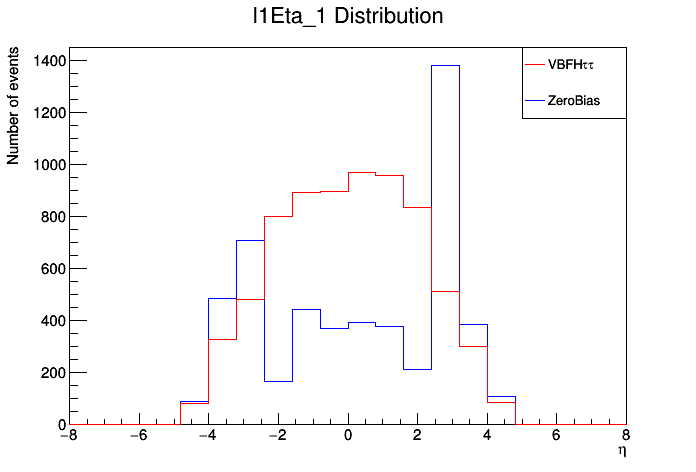 l1Eta_1 Distribution
Number of events
1400
1200
1000
800
600
400
200
0
VBFHττ
ZeroBias
−8 −6 −4 −2 0 2 4 6 8
η